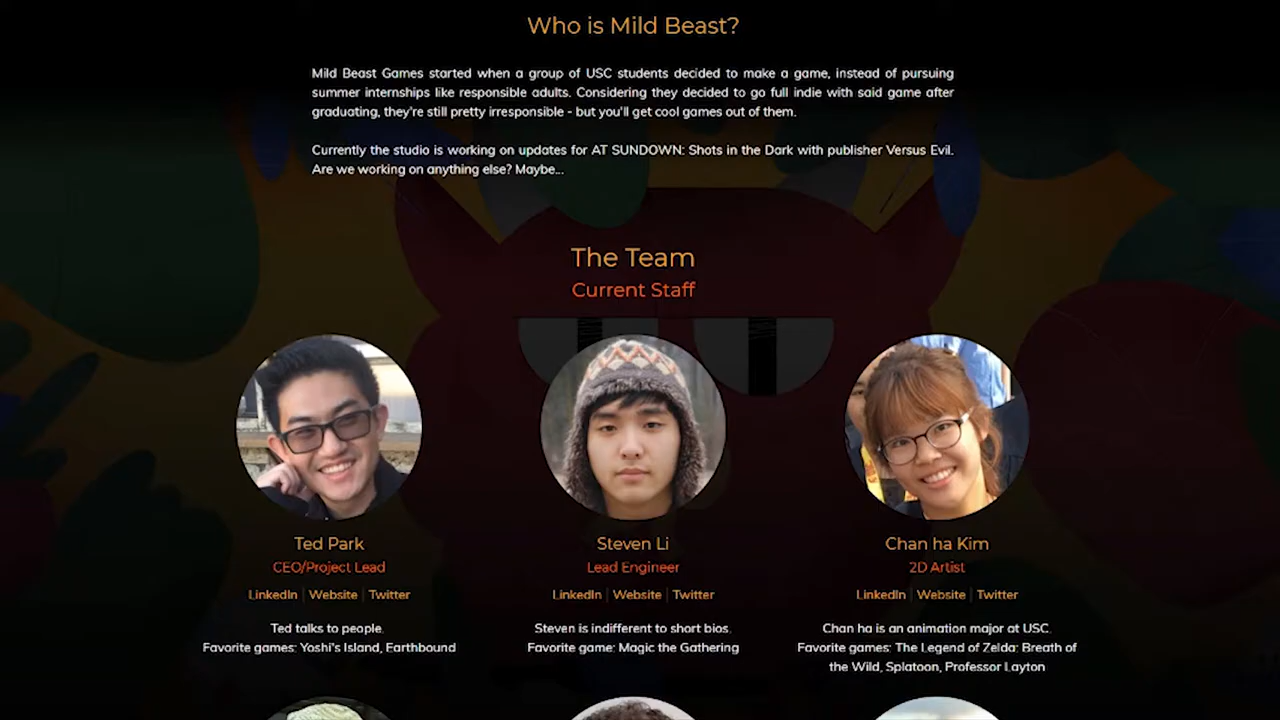 Who is Mild Beast?
Mild Beast Games started when a group of USC students decided to make a game, instead of pursuing
summer internships like responsible adults. Considering they decided to go full indie with said game after
graduating, they're still pretty irresponsible - but you'll get cool games out of them.
Currently the studio is working on updates for AT SUNDOWN: Shots in the Dark with publisher Versus Evil.
Are we working on anything else? Maybe...
The Team
Current Staff
Ted Park
CEO/Project Lead
LinkedIn | Website | Twitter
Ted talks to people.
Favorite games: Yoshi's Island, Earthbound
Steven Li
Lead Engineer
LinkedIn | Website | Twitter
Steven is indifferent to short bios.
Favorite game: Magic the Gathering
Chan ha Kim
2D Artist
LinkedIn | Website | Twitter
Chan ha is an animation major at USC.
Favorite games: The Legend of Zelda: Breath of
the Wild, Splatoon, Professor Layton